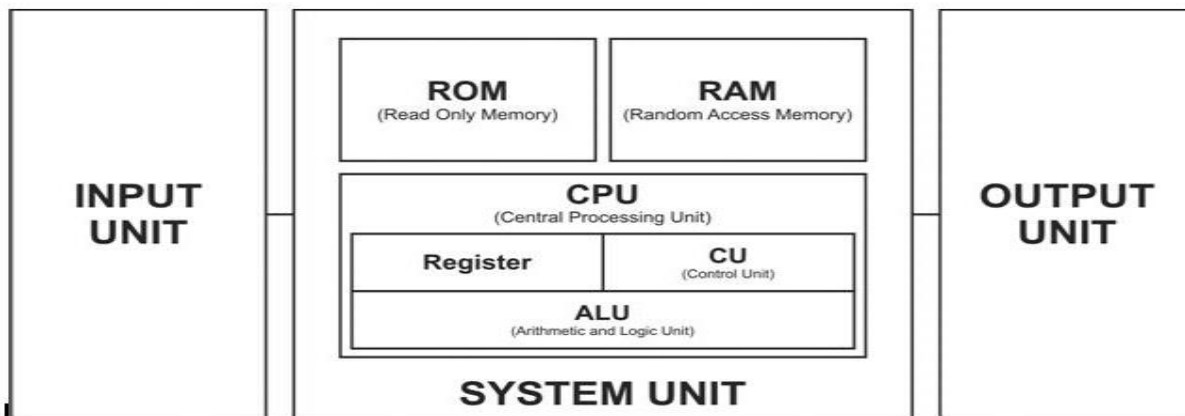 INPUT
UNIT
ROM
(Read Only Memory)
RAM
(Random Access Memory)
CPU
(Central Processing Unit)
Register
CU
(Control Unit)
ALU
(Arithmetic and Logic Unit)
SYSTEM UNIT
OUTPUT
UNIT